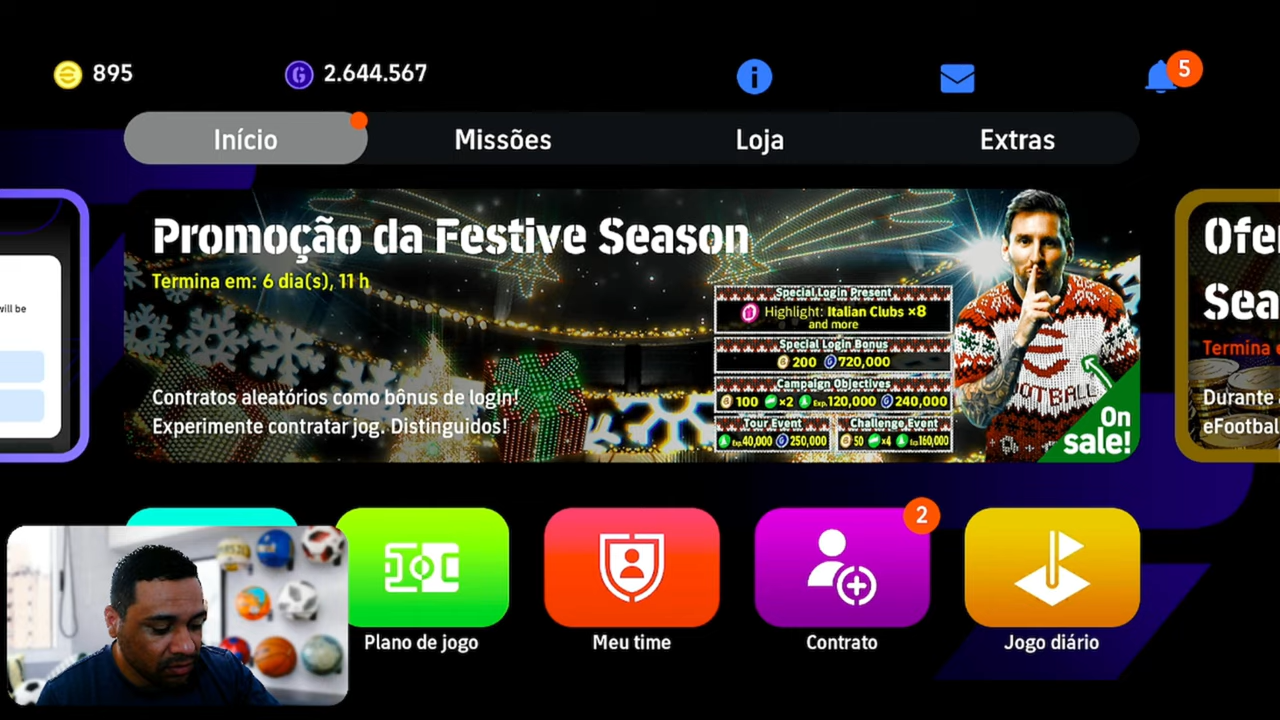 895
2.644.567
5
Início
Missões
Loja
Extras
will be
Promoção da Festive Season
Termina em: 6 dia(s), 11 h
Contratos aleatórios como bônus de login!
Experimente contratar jog. Distinguidos!
Special Login Present
Highlight: Italian Clubs ×8
and more
Special Login Bonus
200 720,000
Campaign Objectives
100 ×2 Exp.120,000 240,000
Tour Event
Exp.40,000 250,000
Challenge Event
50 ×4 Exp.160,000
On
sale!
Ofe
Sea
Termina e
Durante
eFootbal
2
Plano de jogo
Meu time
Contrato
Jogo diário